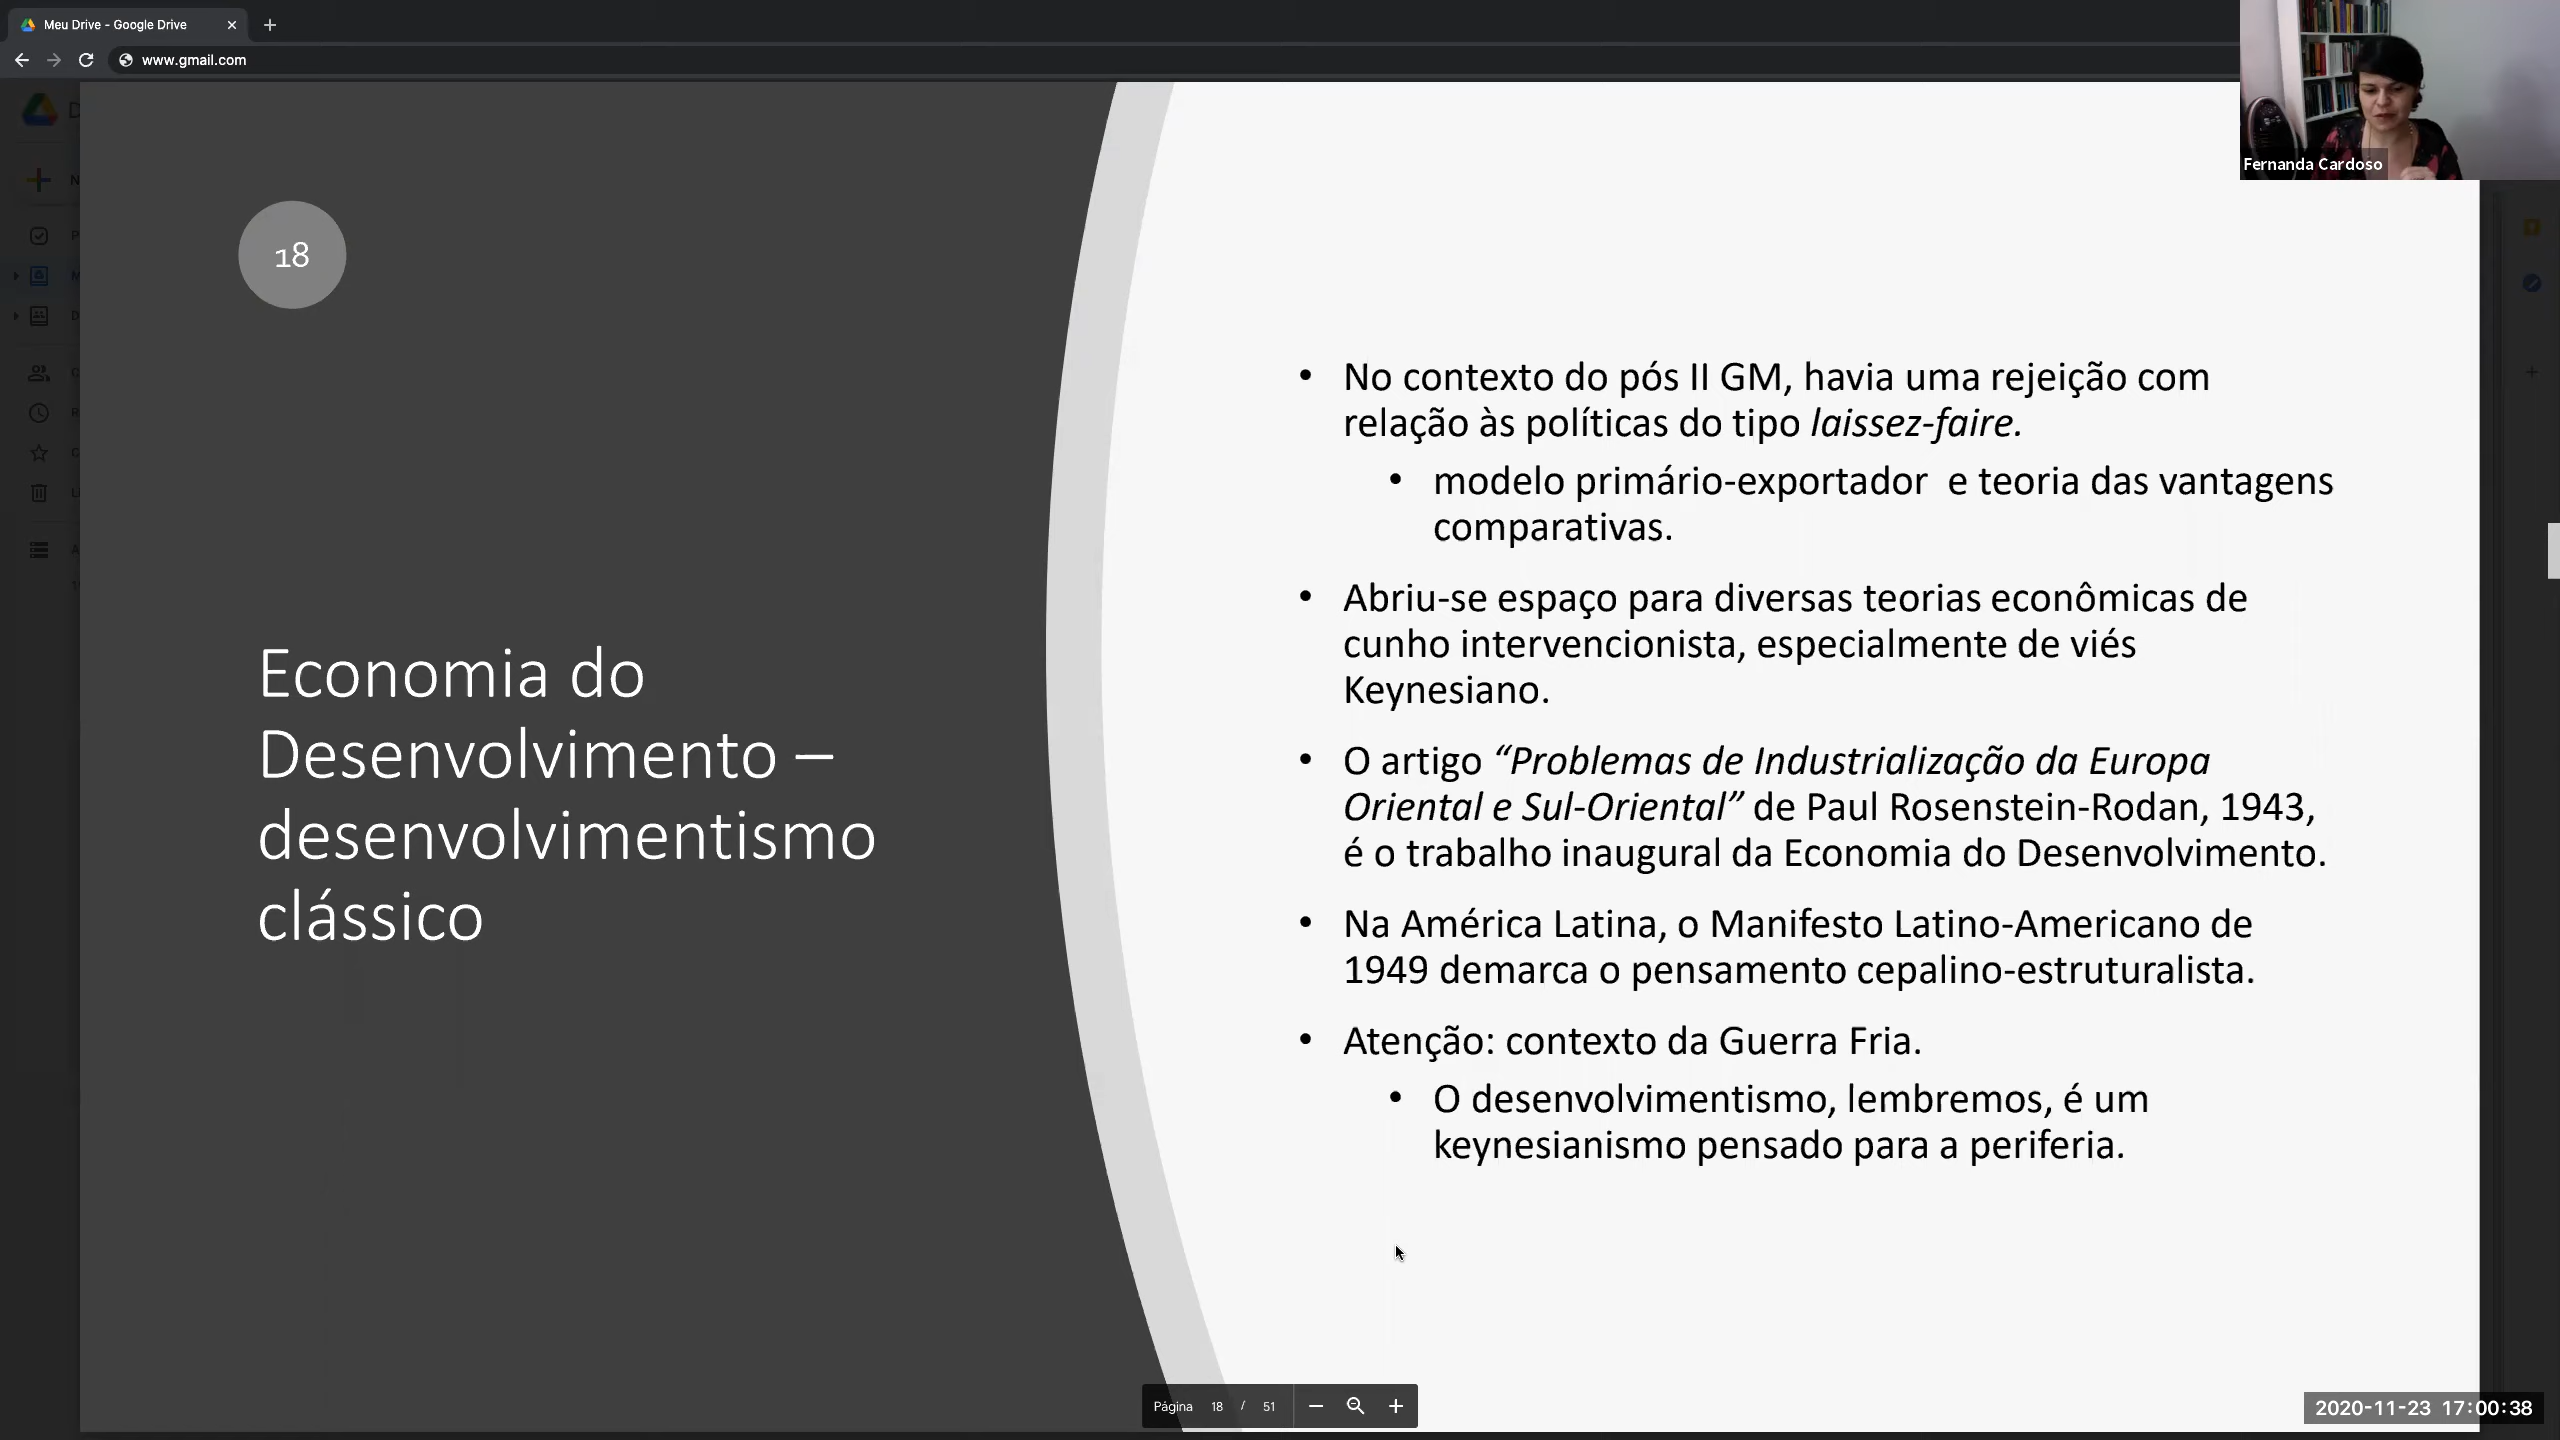 Meu Drive - Google Drive
www.gmail.com
Fernanda Cardoso
18
Economia do
Desenvolvimento –
desenvolvimentismo
clássico
• No contexto do pós II GM, havia uma rejeição com
relação às políticas do tipo laissez-faire.
• modelo primário-exportador e teoria das vantagens
comparativas.
• Abriu-se espaço para diversas teorias econômicas de
cunho intervencionista, especialmente de viés
Keynesiano.
• O artigo “Problemas de Industrialização da Europa
Oriental e Sul-Oriental” de Paul Rosenstein-Rodan, 1943,
é o trabalho inaugural da Economia do Desenvolvimento.
• Na América Latina, o Manifesto Latino-Americano de
1949 demarca o pensamento cepalino-estruturalista.
• Atenção: contexto da Guerra Fria.
• O desenvolvimentismo, lembremos, é um
keynesianismo pensado para a periferia.
Página 18 / 51
2020-11-23 17:00:38